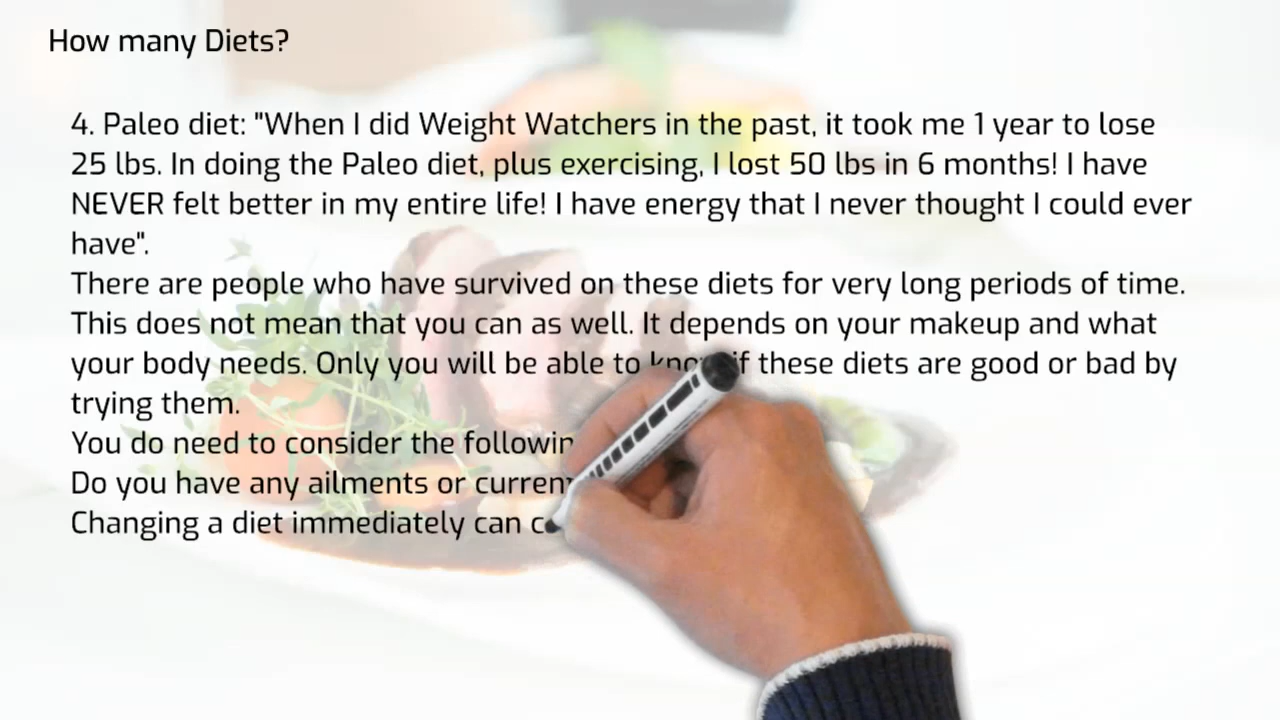 How many Diets?
4. Paleo diet: "When I did Weight Watchers in the past, it took me 1 year to lose
25 lbs. In doing the Paleo diet, plus exercising, I lost 50 lbs in 6 months! I have
NEVER felt better in my entire life! I have energy that I never thought I could ever
have".
There are people who have survived on these diets for very long periods of time.
This does not mean that you can as well. It depends on your makeup and what
your body needs. Only you will be able to know if these diets are good or bad by
trying them.
You do need to consider the
Do you have any ailments or
Changing a diet immediately can